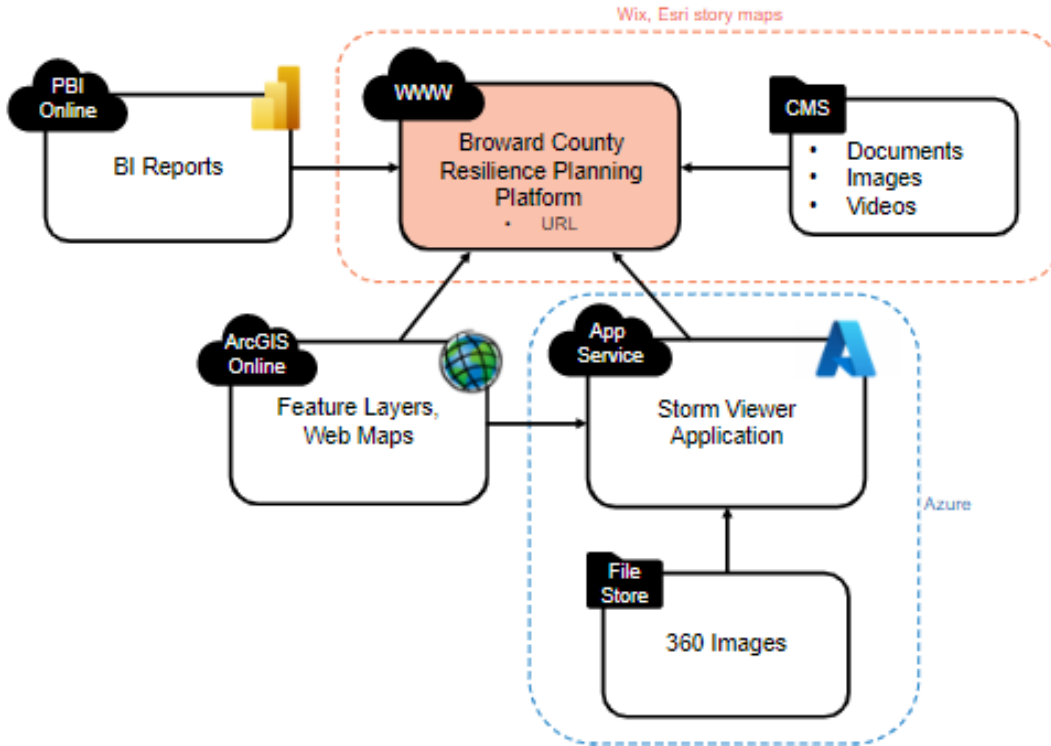 Wix, Esri story maps
PBI
Online
BI Reports
WWW
Broward County
Resilience Planning
Platform
• URL
CMS
• Documents
• Images
• Videos
ArcGIS
Online
Feature Layers,
Web Maps
App
Service
Storm Viewer
Application
Azure
File
Store
360 Images